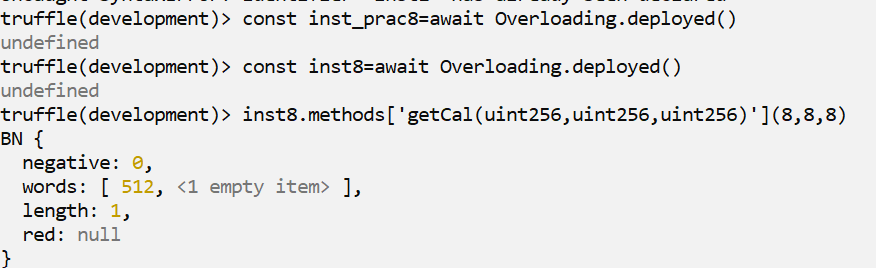 truffle(development)> const inst_prac8=await Overloading.deployed()
undefined
truffle(development)> const inst8=await Overloading.deployed()
undefined
truffle(development)> inst8.methods['getCal(uint256,uint256,uint256)'](8,8,8)
BN {
  negative: 0,
  words: [ 512, <1 empty item> ],
  length: 1,
  red: null
}